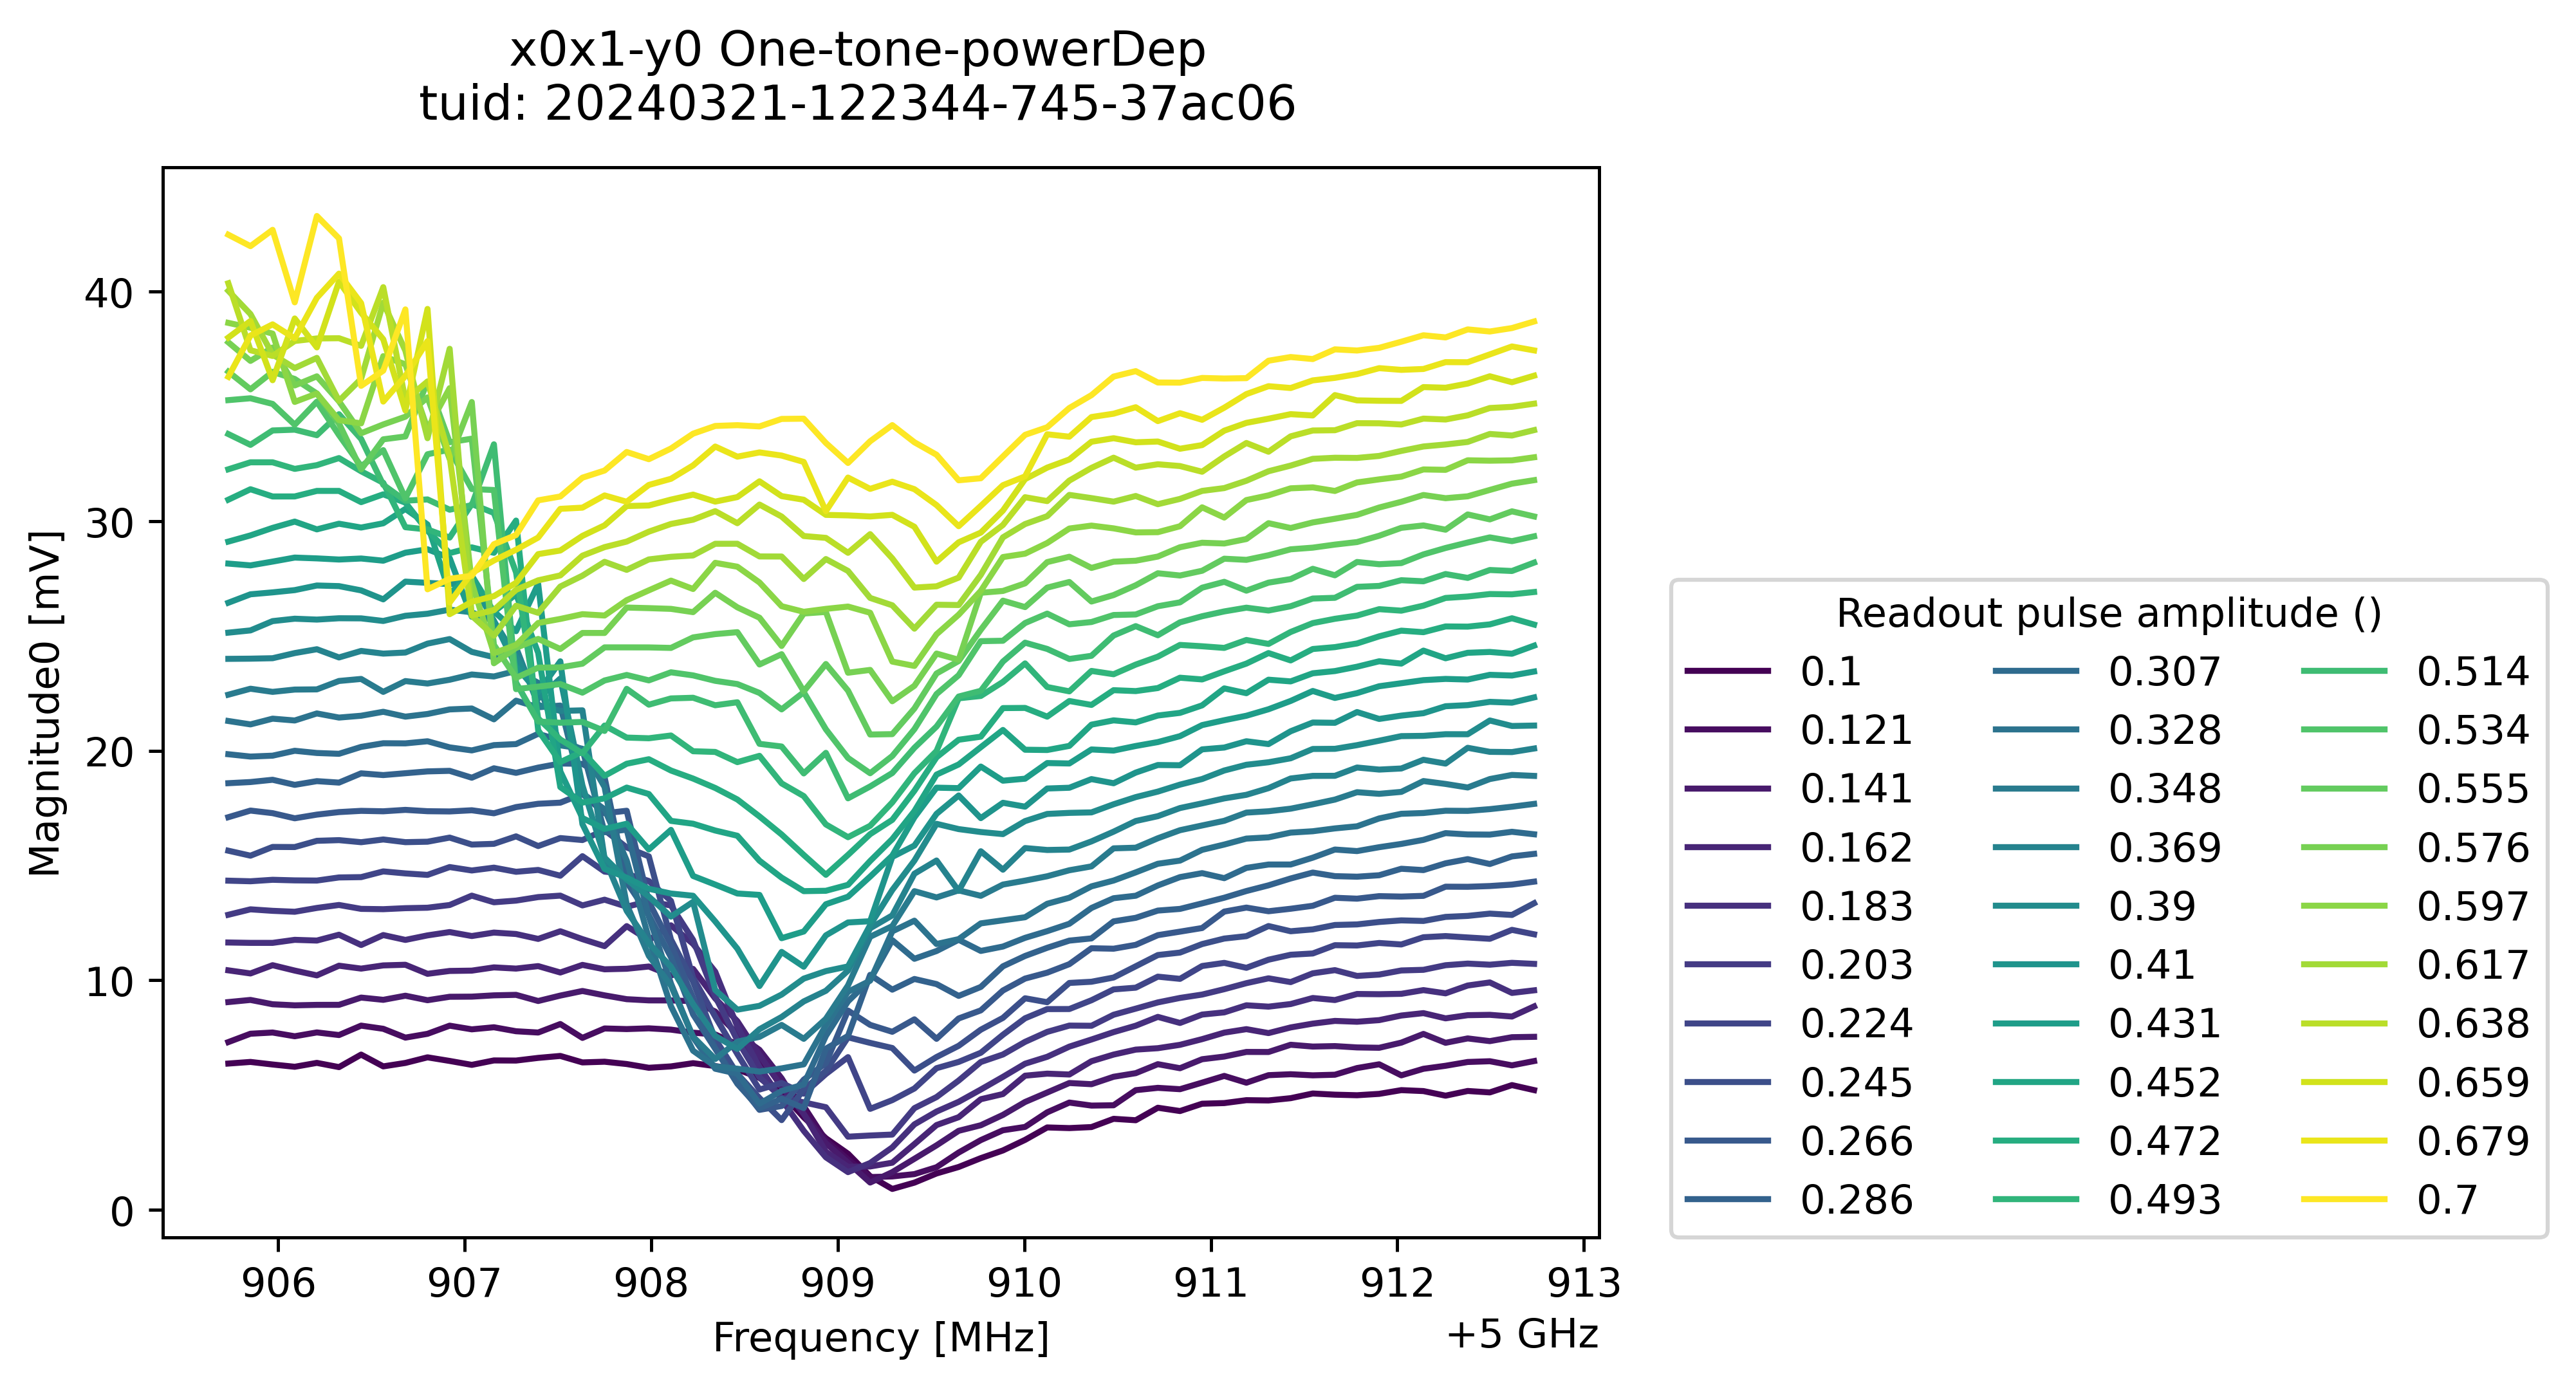 x0x1-y0 One-tone-powerDep
tuid: 20240321-122344-745-37ac06
Magnitude0 [mV]
40
30
20
10
0
906 907 908 909 910 911 912 913
Frequency [MHz]
+5 GHz
Readout pulse amplitude ()
0.1 0.307 0.514
0.121 0.328 0.534
0.141 0.348 0.555
0.162 0.369 0.576
0.183 0.39 0.597
0.203 0.41 0.617
0.224 0.431 0.638
0.245 0.452 0.659
0.266 0.472 0.679
0.286 0.493 0.7